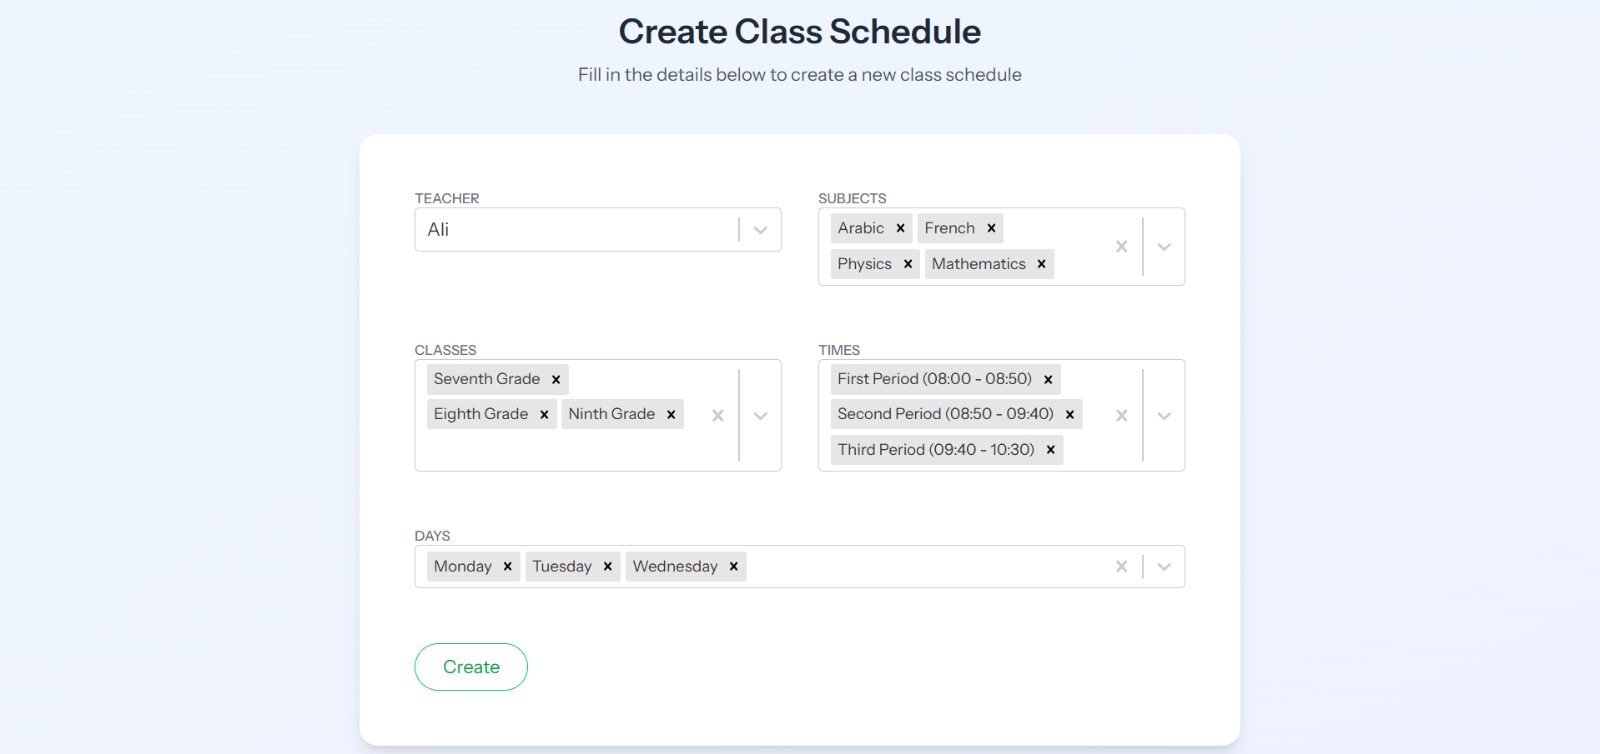 Create Class Schedule
Fill in the details below to create a new class schedule
TEACHER
Ali
SUBJECTS
Arabic × French ×
Physics × Mathematics ×
CLASSES
Seventh Grade ×
Eighth Grade × Ninth Grade ×
TIMES
First Period (08:00 - 08:50) ×
Second Period (08:50 - 09:40) ×
Third Period (09:40 - 10:30) ×
DAYS
Monday × Tuesday × Wednesday ×
Create